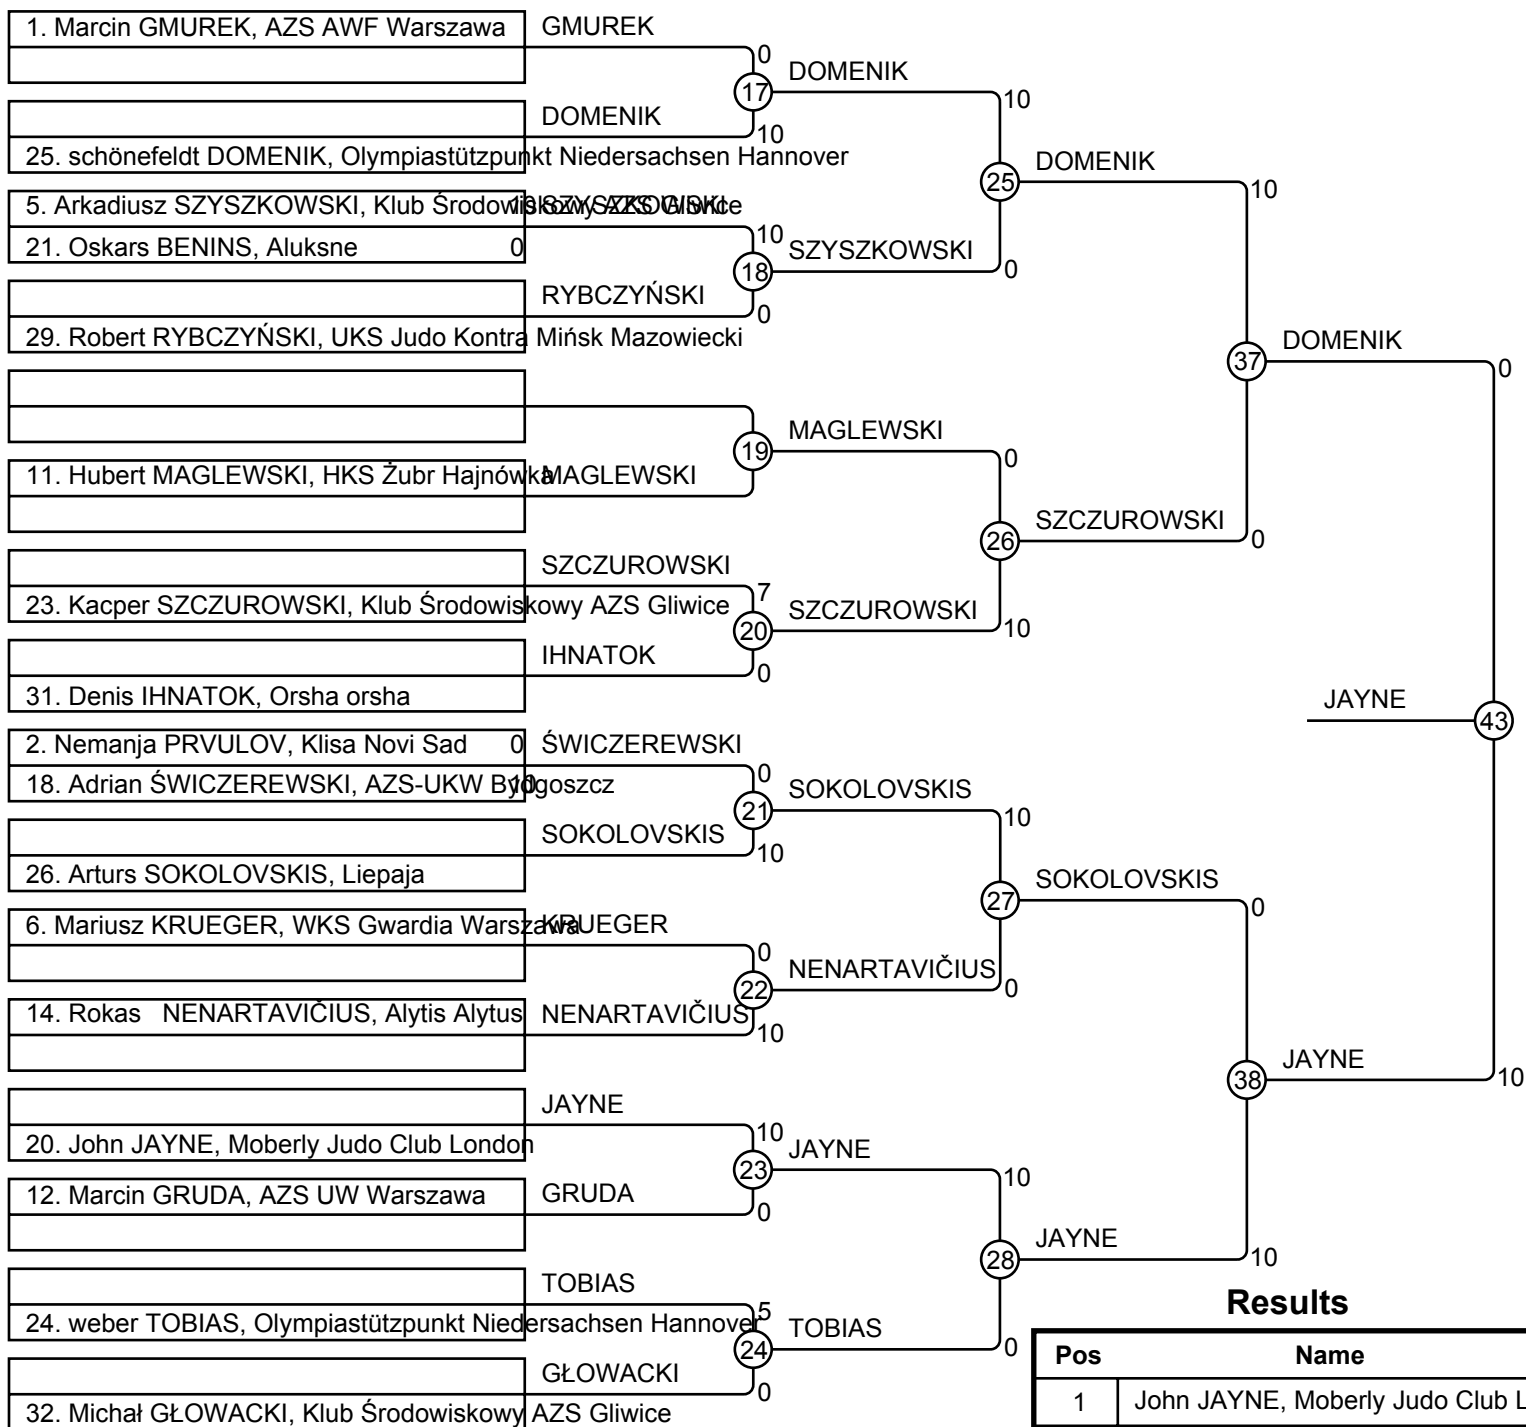 1. Marcin GMUREK, AZS AWF Warszawa
GMUREK
0
17
DOMENIK
10
DOMENIK
10
25. schönefeldt DOMENIK, Olympiastützpunkt Niedersachsen Hannover
25
DOMENIK
10
5. Arkadiusz SZYSZKOWSKI, Klub Środowiskowy AZS Gliwice
10
SZYSZKOWSKI
10
21. Oskars BENINS, Aluksne
0
18
SZYSZKOWSKI
0
RYBCZYŃSKI
0
29. Robert RYBCZYŃSKI, UKS Judo Kontra Mińsk Mazowiecki
37
DOMENIK
0
19
MAGLEWSKI
0
11. Hubert MAGLEWSKI, HKS Żubr Hajnówka
MAGLEWSKI
26
SZCZUROWSKI
0
SZCZUROWSKI
7
23. Kacper SZCZUROWSKI, Klub Środowiskowy AZS Gliwice
20
SZCZUROWSKI
10
IHNATOK
0
31. Denis IHNATOK, Orsha orsha
JAYNE
43
2. Nemanja PRVULOV, Klisa Novi Sad
0
ŚWICZEREWSKI
0
18. Adrian ŚWICZEREWSKI, AZS-UKW Bydgoszcz
10
21
SOKOLOVSKIS
10
SOKOLOVSKIS
10
26. Arturs SOKOLOVSKIS, Liepaja
27
SOKOLOVSKIS
0
6. Mariusz KRUEGER, WKS Gwardia Warszawa
KRUEGER
0
22
NENARTAVIČIUS
0
14. Rokas NENARTAVIČIUS, Alytis Alytus
NENARTAVIČIUS
10
38
JAYNE
10
JAYNE
10
20. John JAYNE, Moberly Judo Club London
23
JAYNE
10
12. Marcin GRUDA, AZS UW Warszawa
GRUDA
0
28
JAYNE
10
TOBIAS
5
24. weber TOBIAS, Olympiastützpunkt Niedersachsen Hannover
24
TOBIAS
0
GŁOWACKI
0
32. Michał GŁOWACKI, Klub Środowiskowy AZS Gliwice
Results
Pos Name
1 John JAYNE, Moberly Judo Club L